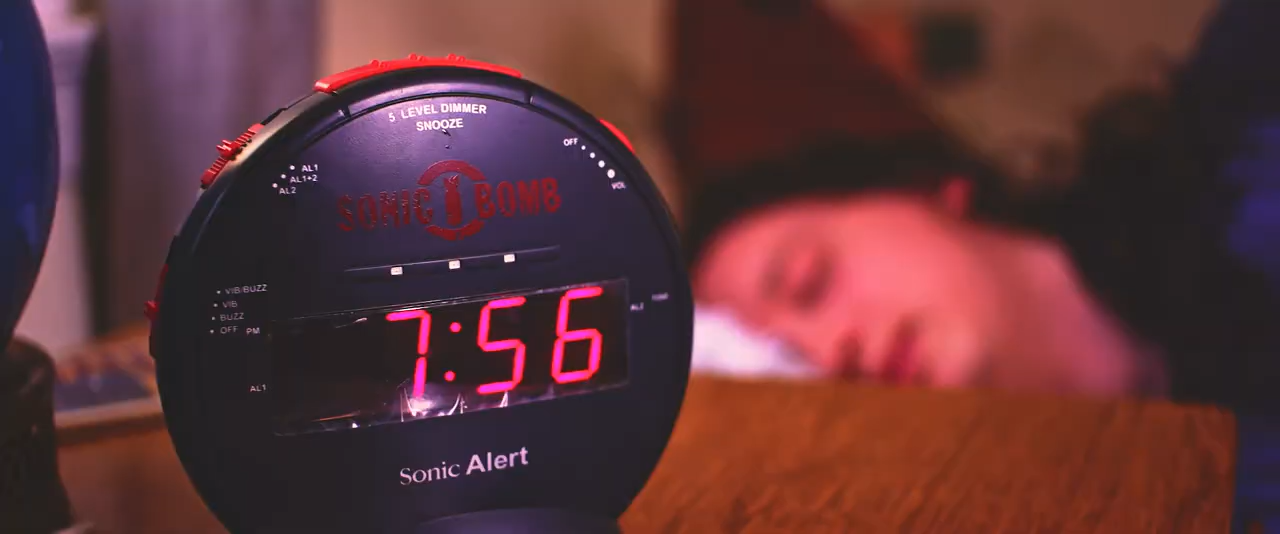 5 LEVEL DIMMER
SNOOZE
OFF
VOL
AL1
AL1+2
AL2
SONIC BOMB
VIB/BUZZ
VIB
BUZZ
OFF
PM
7:56
AL2
TEMP
AL1
Sonic Alert